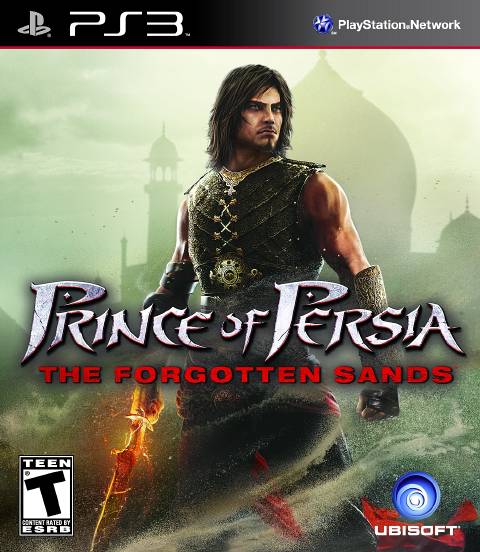 PS3
PlayStation®Network
PRINCE OF PERSIA
THE FORGOTTEN SANDS
TEEN
T
CONTENT RATED BY
ESRB
UBISOFT